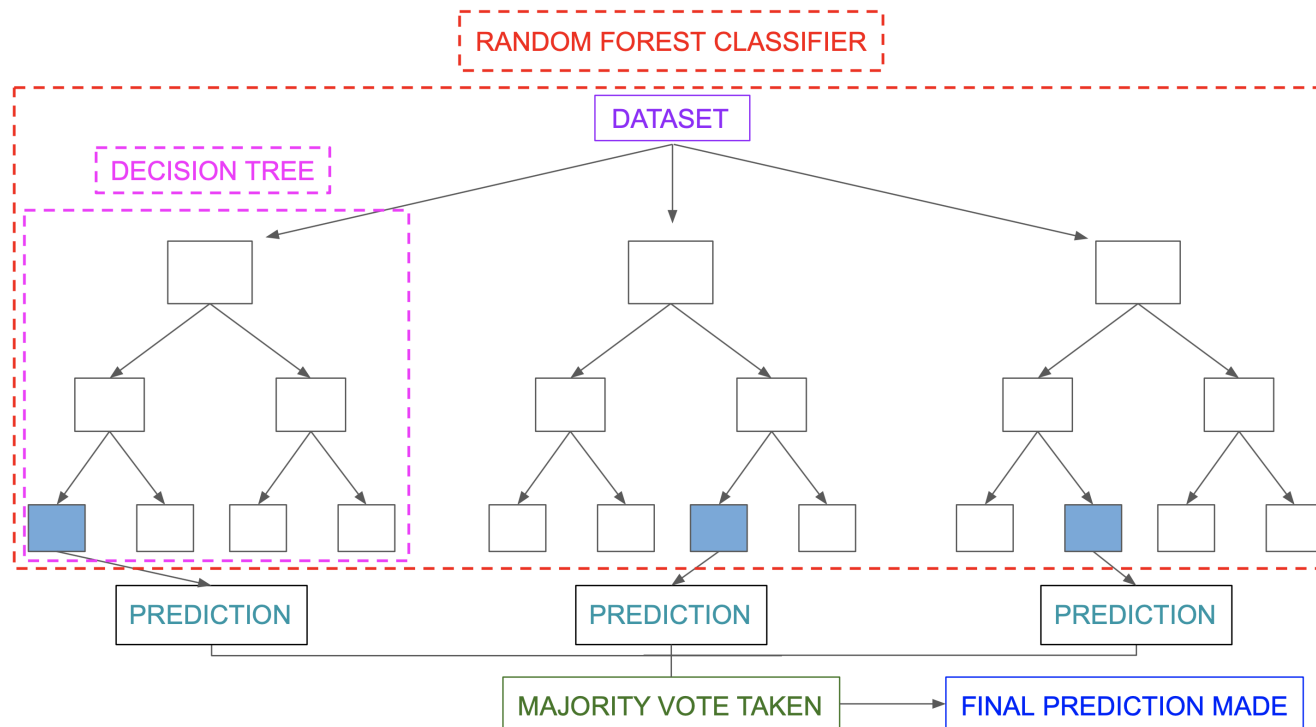 RANDOM FOREST CLASSIFIER
DATASET
DECISION TREE
PREDICTION
PREDICTION
PREDICTION
MAJORITY VOTE TAKEN
FINAL PREDICTION MADE